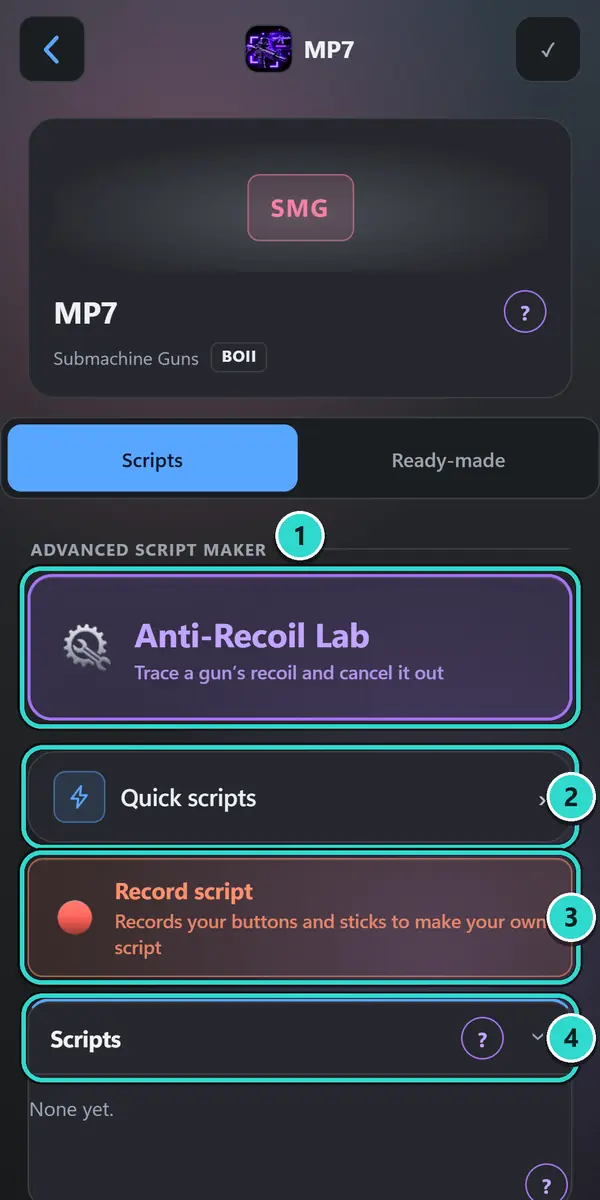 MP7
✓
SMG
MP7
?
Submachine Guns BOII
Scripts
Ready-made
1
ADVANCED SCRIPT MAKER
Anti-Recoil Lab
Trace a gun's recoil and cancel it out
Quick scripts
› 2
Record script
Records your buttons and sticks to make your own
script
3
Scripts
?
4
None yet.
?